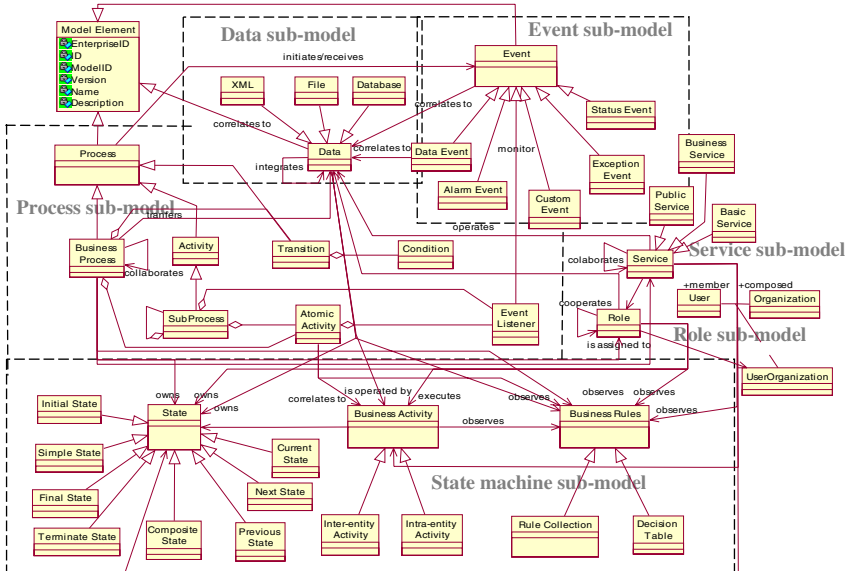 Model Element
EnterpriseID
ID
ModelID
Version
Name
Description
Data sub-model
Event sub-model
initiates/receives
Event
XML
File
Database
correlates to
Status Event
correlates to
Data
correlates to
Data Event
monitor
Business
Service
Process
integrates
Exception
Event
Alarm Event
Custom
Event
Public
Service
Basic
Service
Process sub-model
tranfers
operates
Business
Process
Activity
Transition
Condition
Service sub-model
Service
colaborates
collaborates
+member
+composed
User
Organization
SubProcess
Atomic
Activity
Event
Listener
cooperates
Role
Role sub-model
is assigned to
UserOrganization
owns
owns
owns
is operated by
executes
observes
observes
observes
correlates to
observes
Initial State
State
Business Activity
observes
Business Rules
Simple State
Current
State
State machine sub-model
Final State
Next State
Terminate State
Composite
State
Previous
State
Inter-entity
Activity
Intra-entity
Activity
Rule Collection
Decision
Table